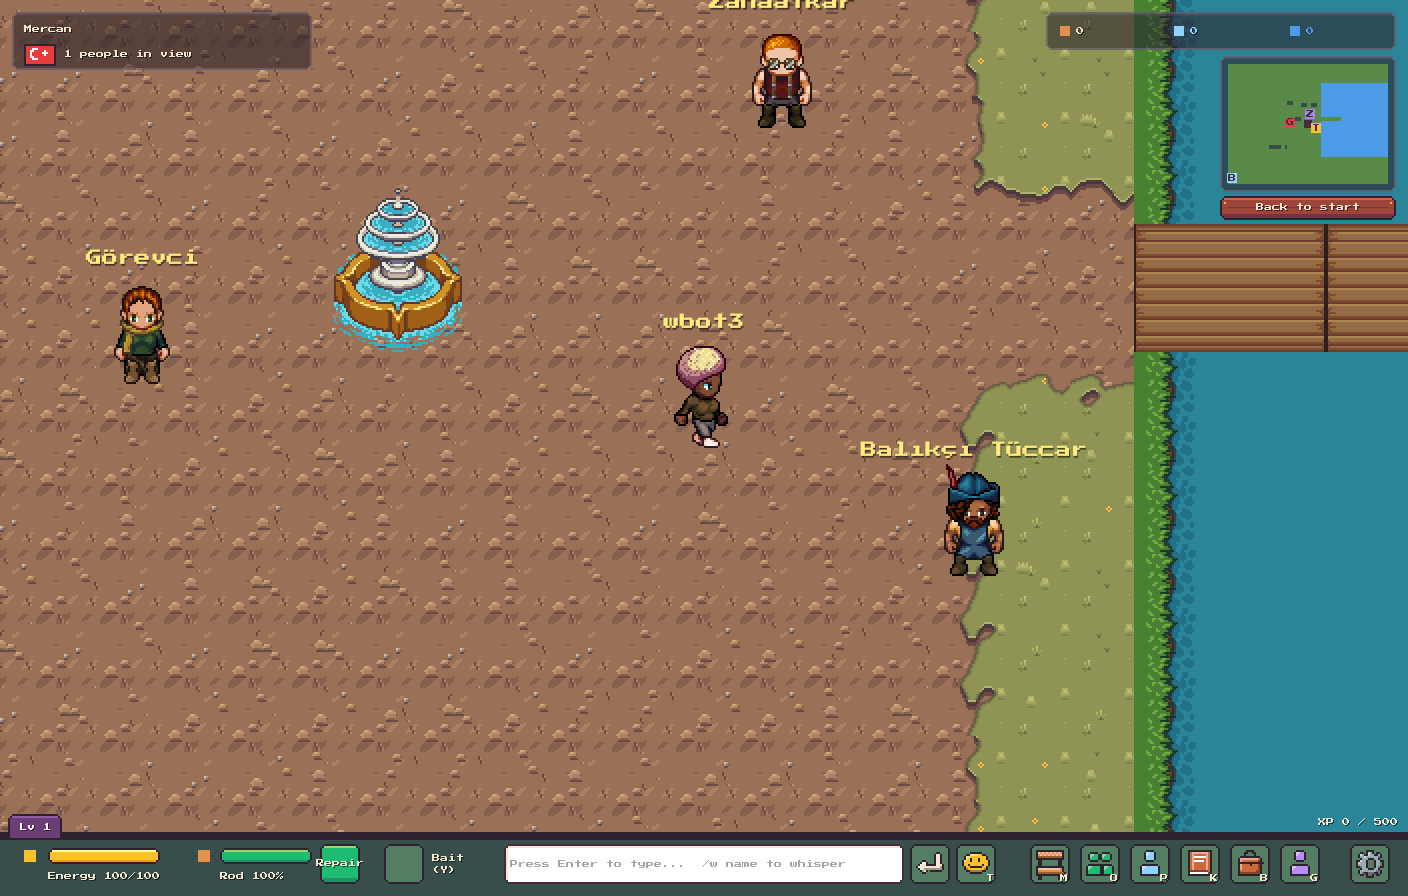 Zanaatkar
Mercan
1 people in view
0
0
0
Z
G
T
B
Back to start
Görevci
wbot3
Balıkçı Tüccar
Lv 1
XP 0 / 500
Energy 100/100
Rod 100%
Repair
Bait
(Y)
Press Enter to type... /w name to whisper
T
M
O
P
K
B
G